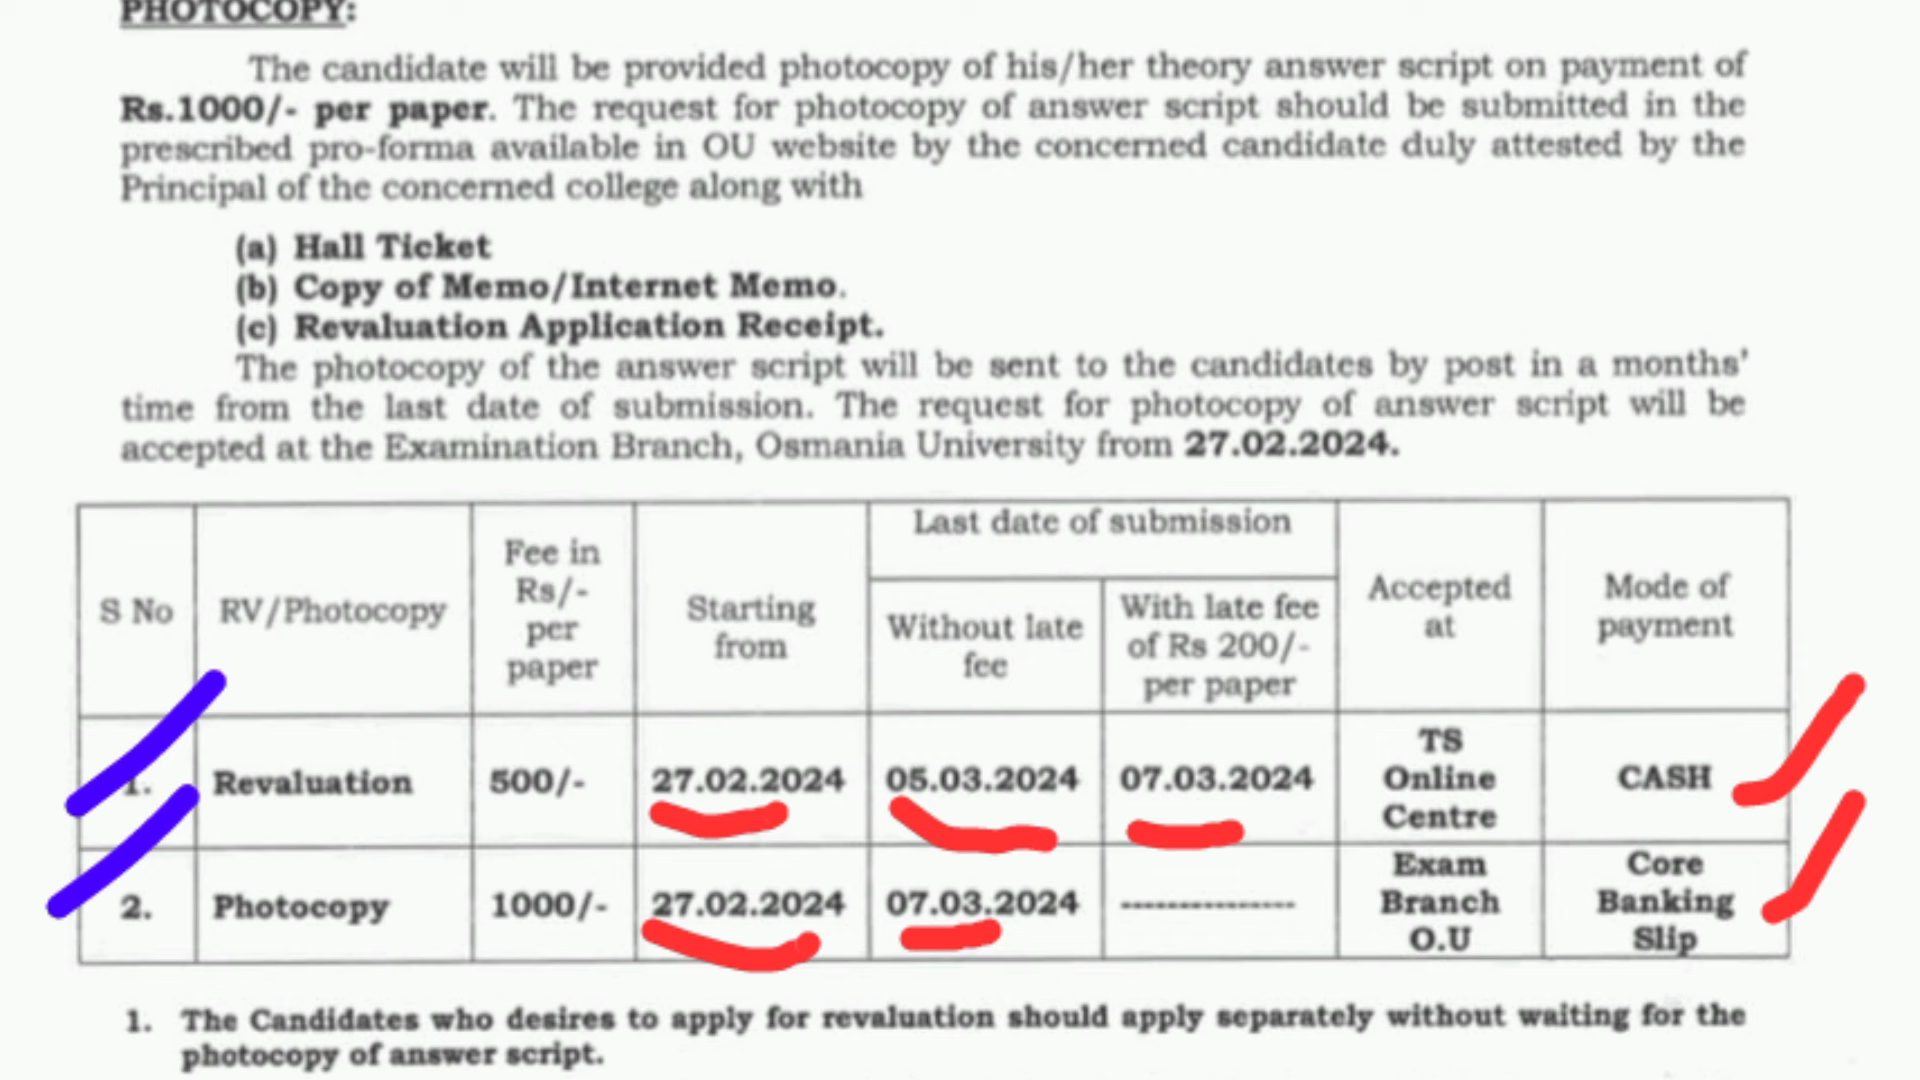 PHOTOCOPY:
The candidate will be provided photocopy of his/her theory answer script on payment of
Rs.1000/- per paper. The request for photocopy of answer script should be submitted in the
prescribed pro-forma available in OU website by the concerned candidate duly attested by the
Principal of the concerned college along with
(a) Hall Ticket
(b) Copy of Memo/Internet Memo.
(c) Revaluation Application Receipt.
The photocopy of the answer script will be sent to the candidates by post in a months'
time from the last date of submission. The request for photocopy of answer script will be
accepted at the Examination Branch, Osmania University from 27.02.2024.
S No
RV/Photocopy
Fee in
Rs/-
per
paper
Starting
from
Last date of submission
Without late
fee
With late fee
of Rs 200/-
per paper
Accepted
at
Mode of
payment
1.
Revaluation
500/-
27.02.2024
05.03.2024
07.03.2024
TS
Online
Centre
CASH
2.
Photocopy
1000/-
27.02.2024
07.03.2024
---------------
Exam
Branch
O.U
Core
Banking
Slip
1. The Candidates who desires to apply for revaluation should apply separately without waiting for the
photocopy of answer script.